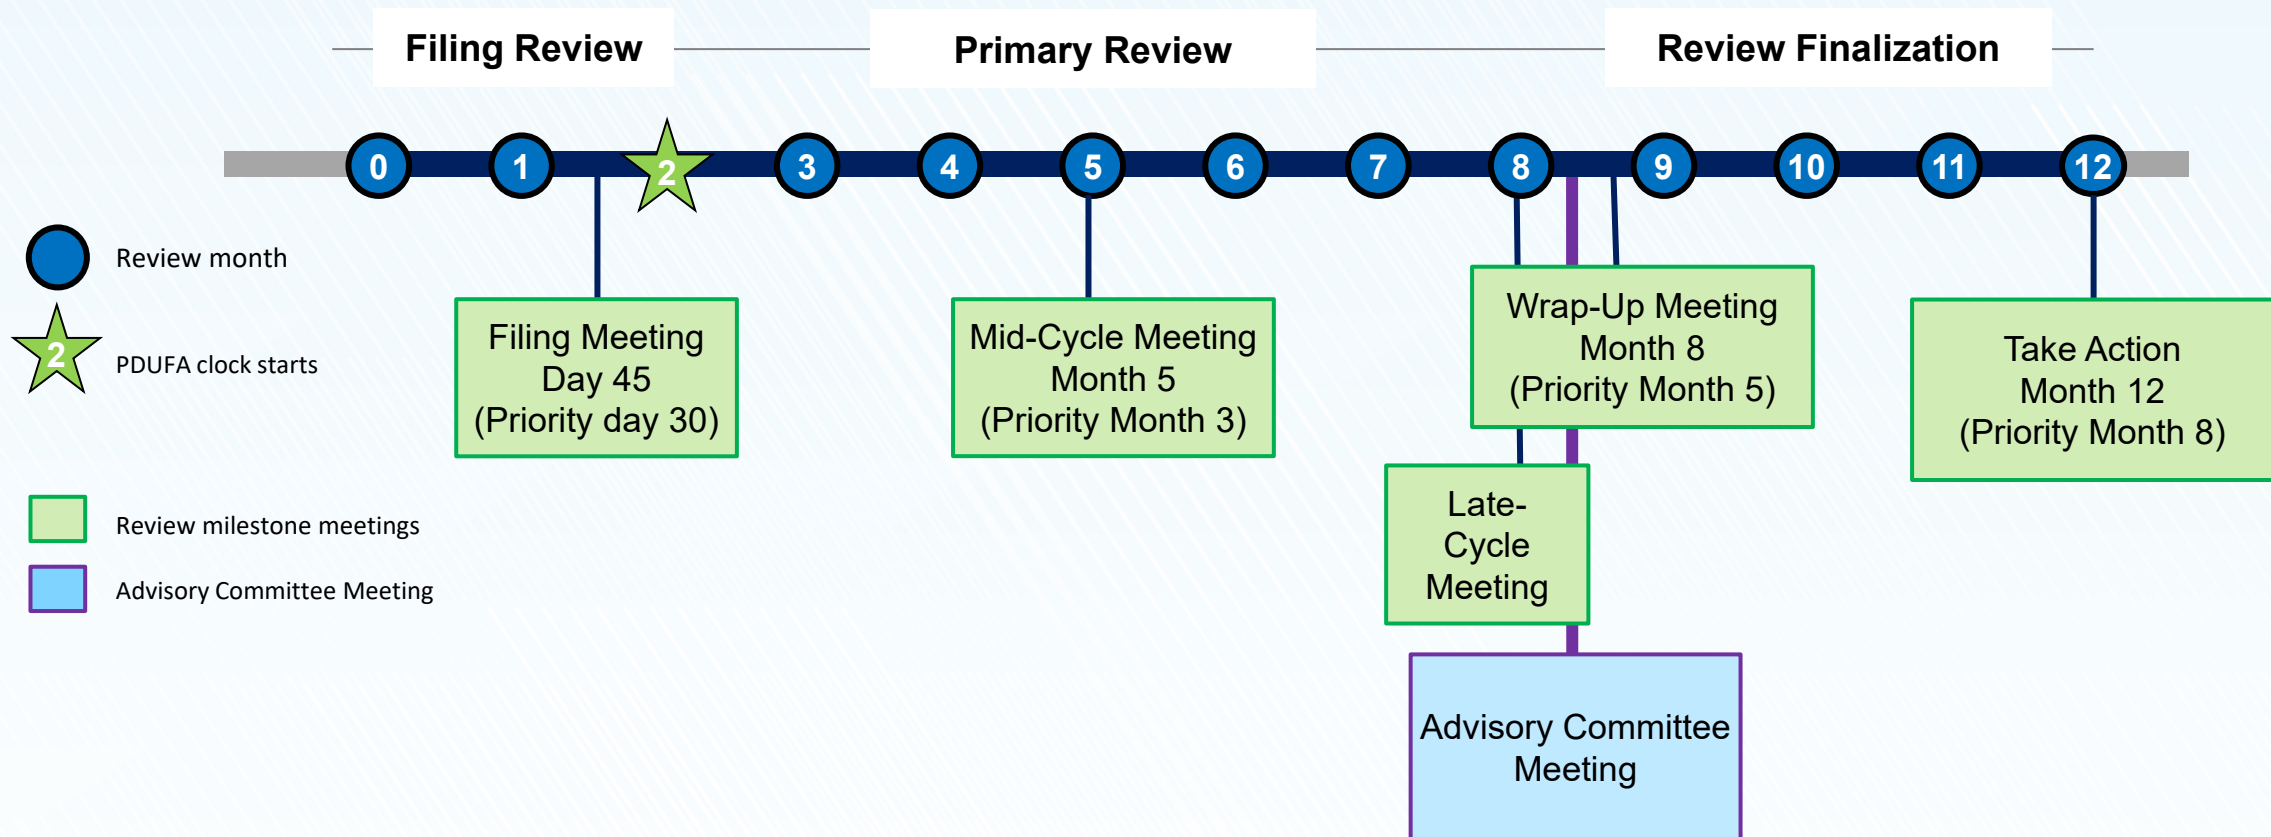 Filing Review
Primary Review
Review Finalization
0
1
2
3
4
5
6
7
8
9
10
11
12
Review month
2
PDUFA clock starts
Review milestone meetings
Advisory Committee Meeting
Filing Meeting
Day 45
(Priority day 30)
Mid-Cycle Meeting
Month 5
(Priority Month 3)
Wrap-Up Meeting
Month 8
(Priority Month 5)
Late-
Cycle
Meeting
Advisory Committee
Meeting
Take Action
Month 12
(Priority Month 8)